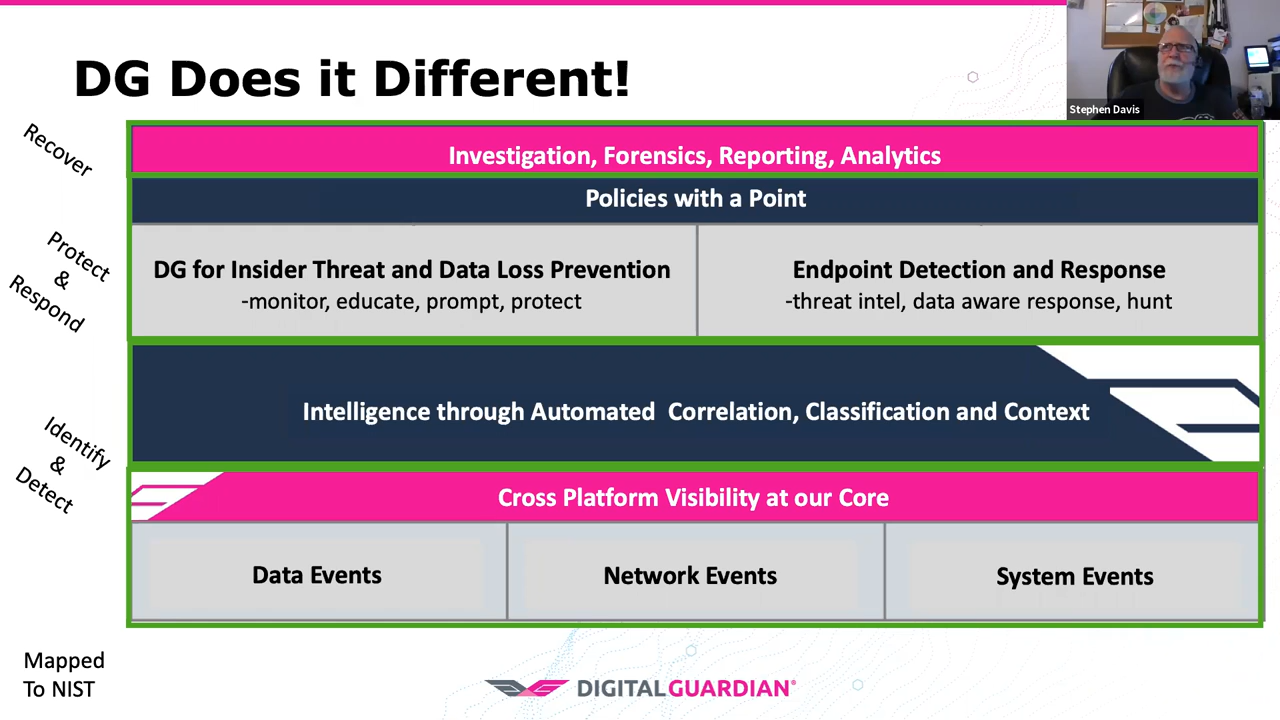 DG Does it Different!
Stephen Davis
Recover
Investigation, Forensics, Reporting, Analytics
Policies with a Point
Protect
&
Respond
DG for Insider Threat and Data Loss Prevention
-monitor, educate, prompt, protect
Endpoint Detection and Response
-threat intel, data aware response, hunt
Identify
&
Detect
Intelligence through Automated  Correlation, Classification and Context
Cross Platform Visibility at our Core
Data Events
Network Events
System Events
Mapped
To NIST
DIGITALGUARDIAN®